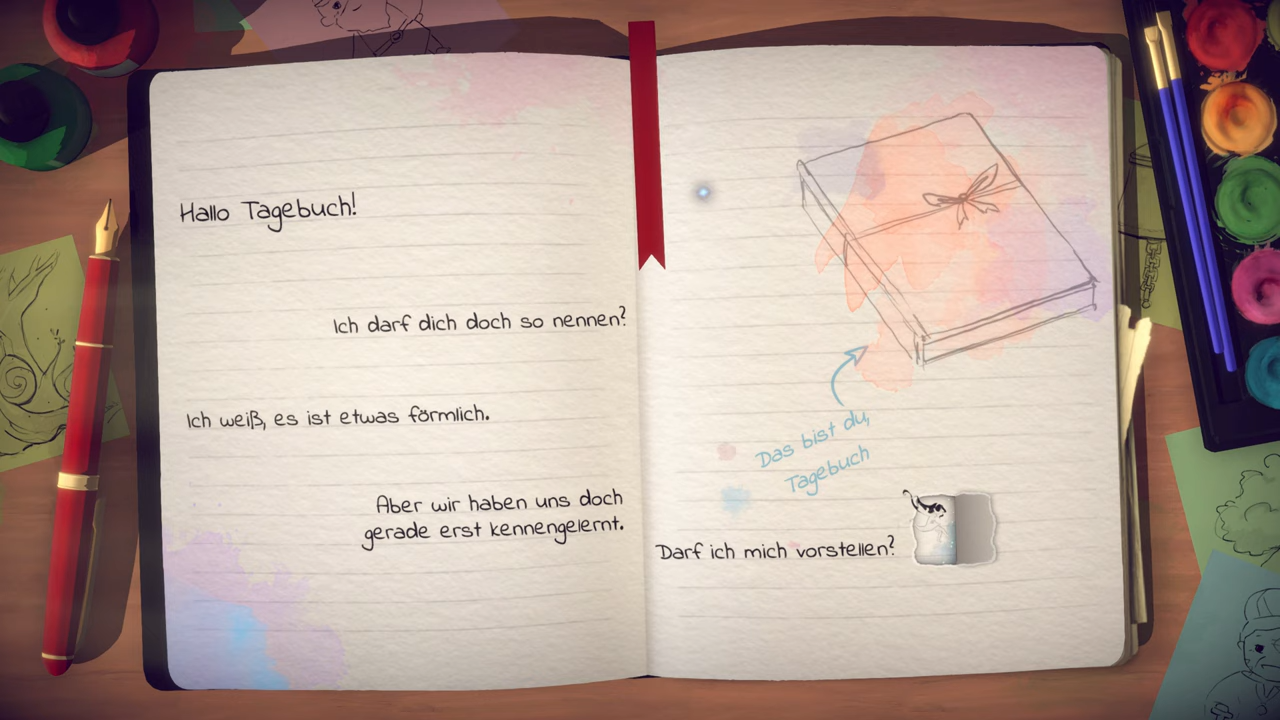 Hallo Tagebuch!
Ich darf dich doch so nennen?
Ich weiß, es ist etwas förmlich.
Aber wir haben uns doch
gerade erst kennengelernt.
Das bist du,
Tagebuch
Darf ich mich vorstellen?